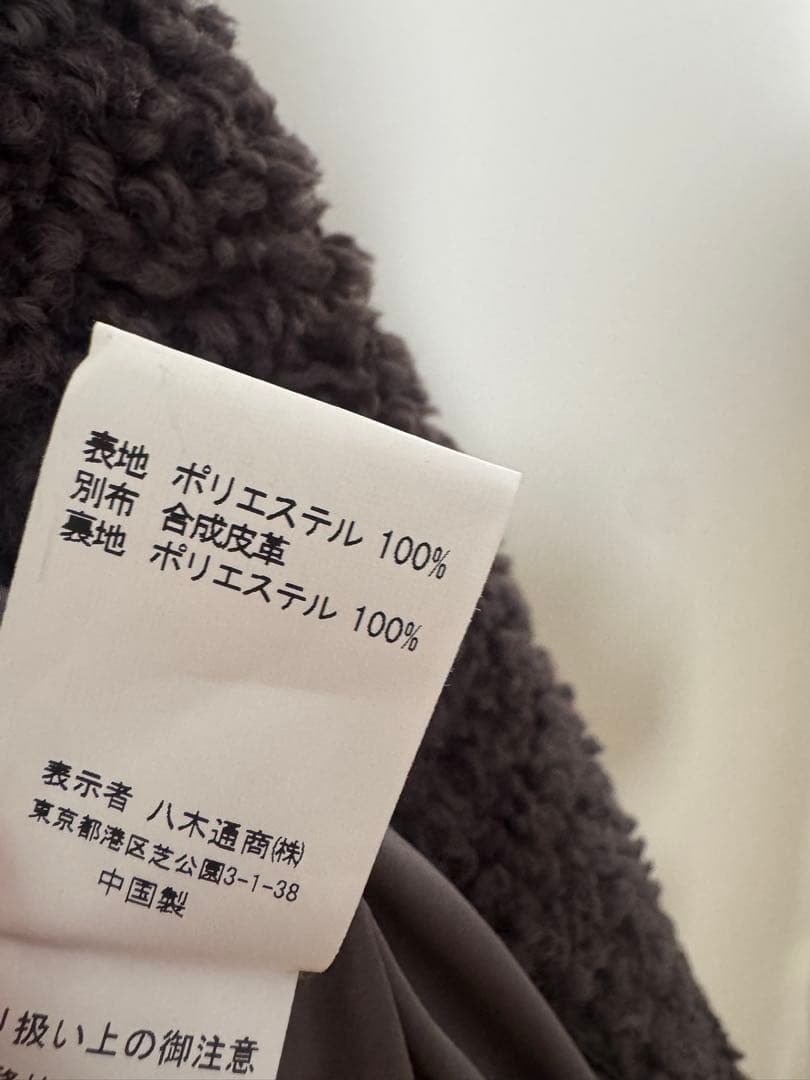 表地 ポリエステル 100%
別布 合成皮革
裏地 ポリエステル 100%
表示者 八木通商(株)
東京都港区芝公園3-1-38
中国製
り扱い上の御注意